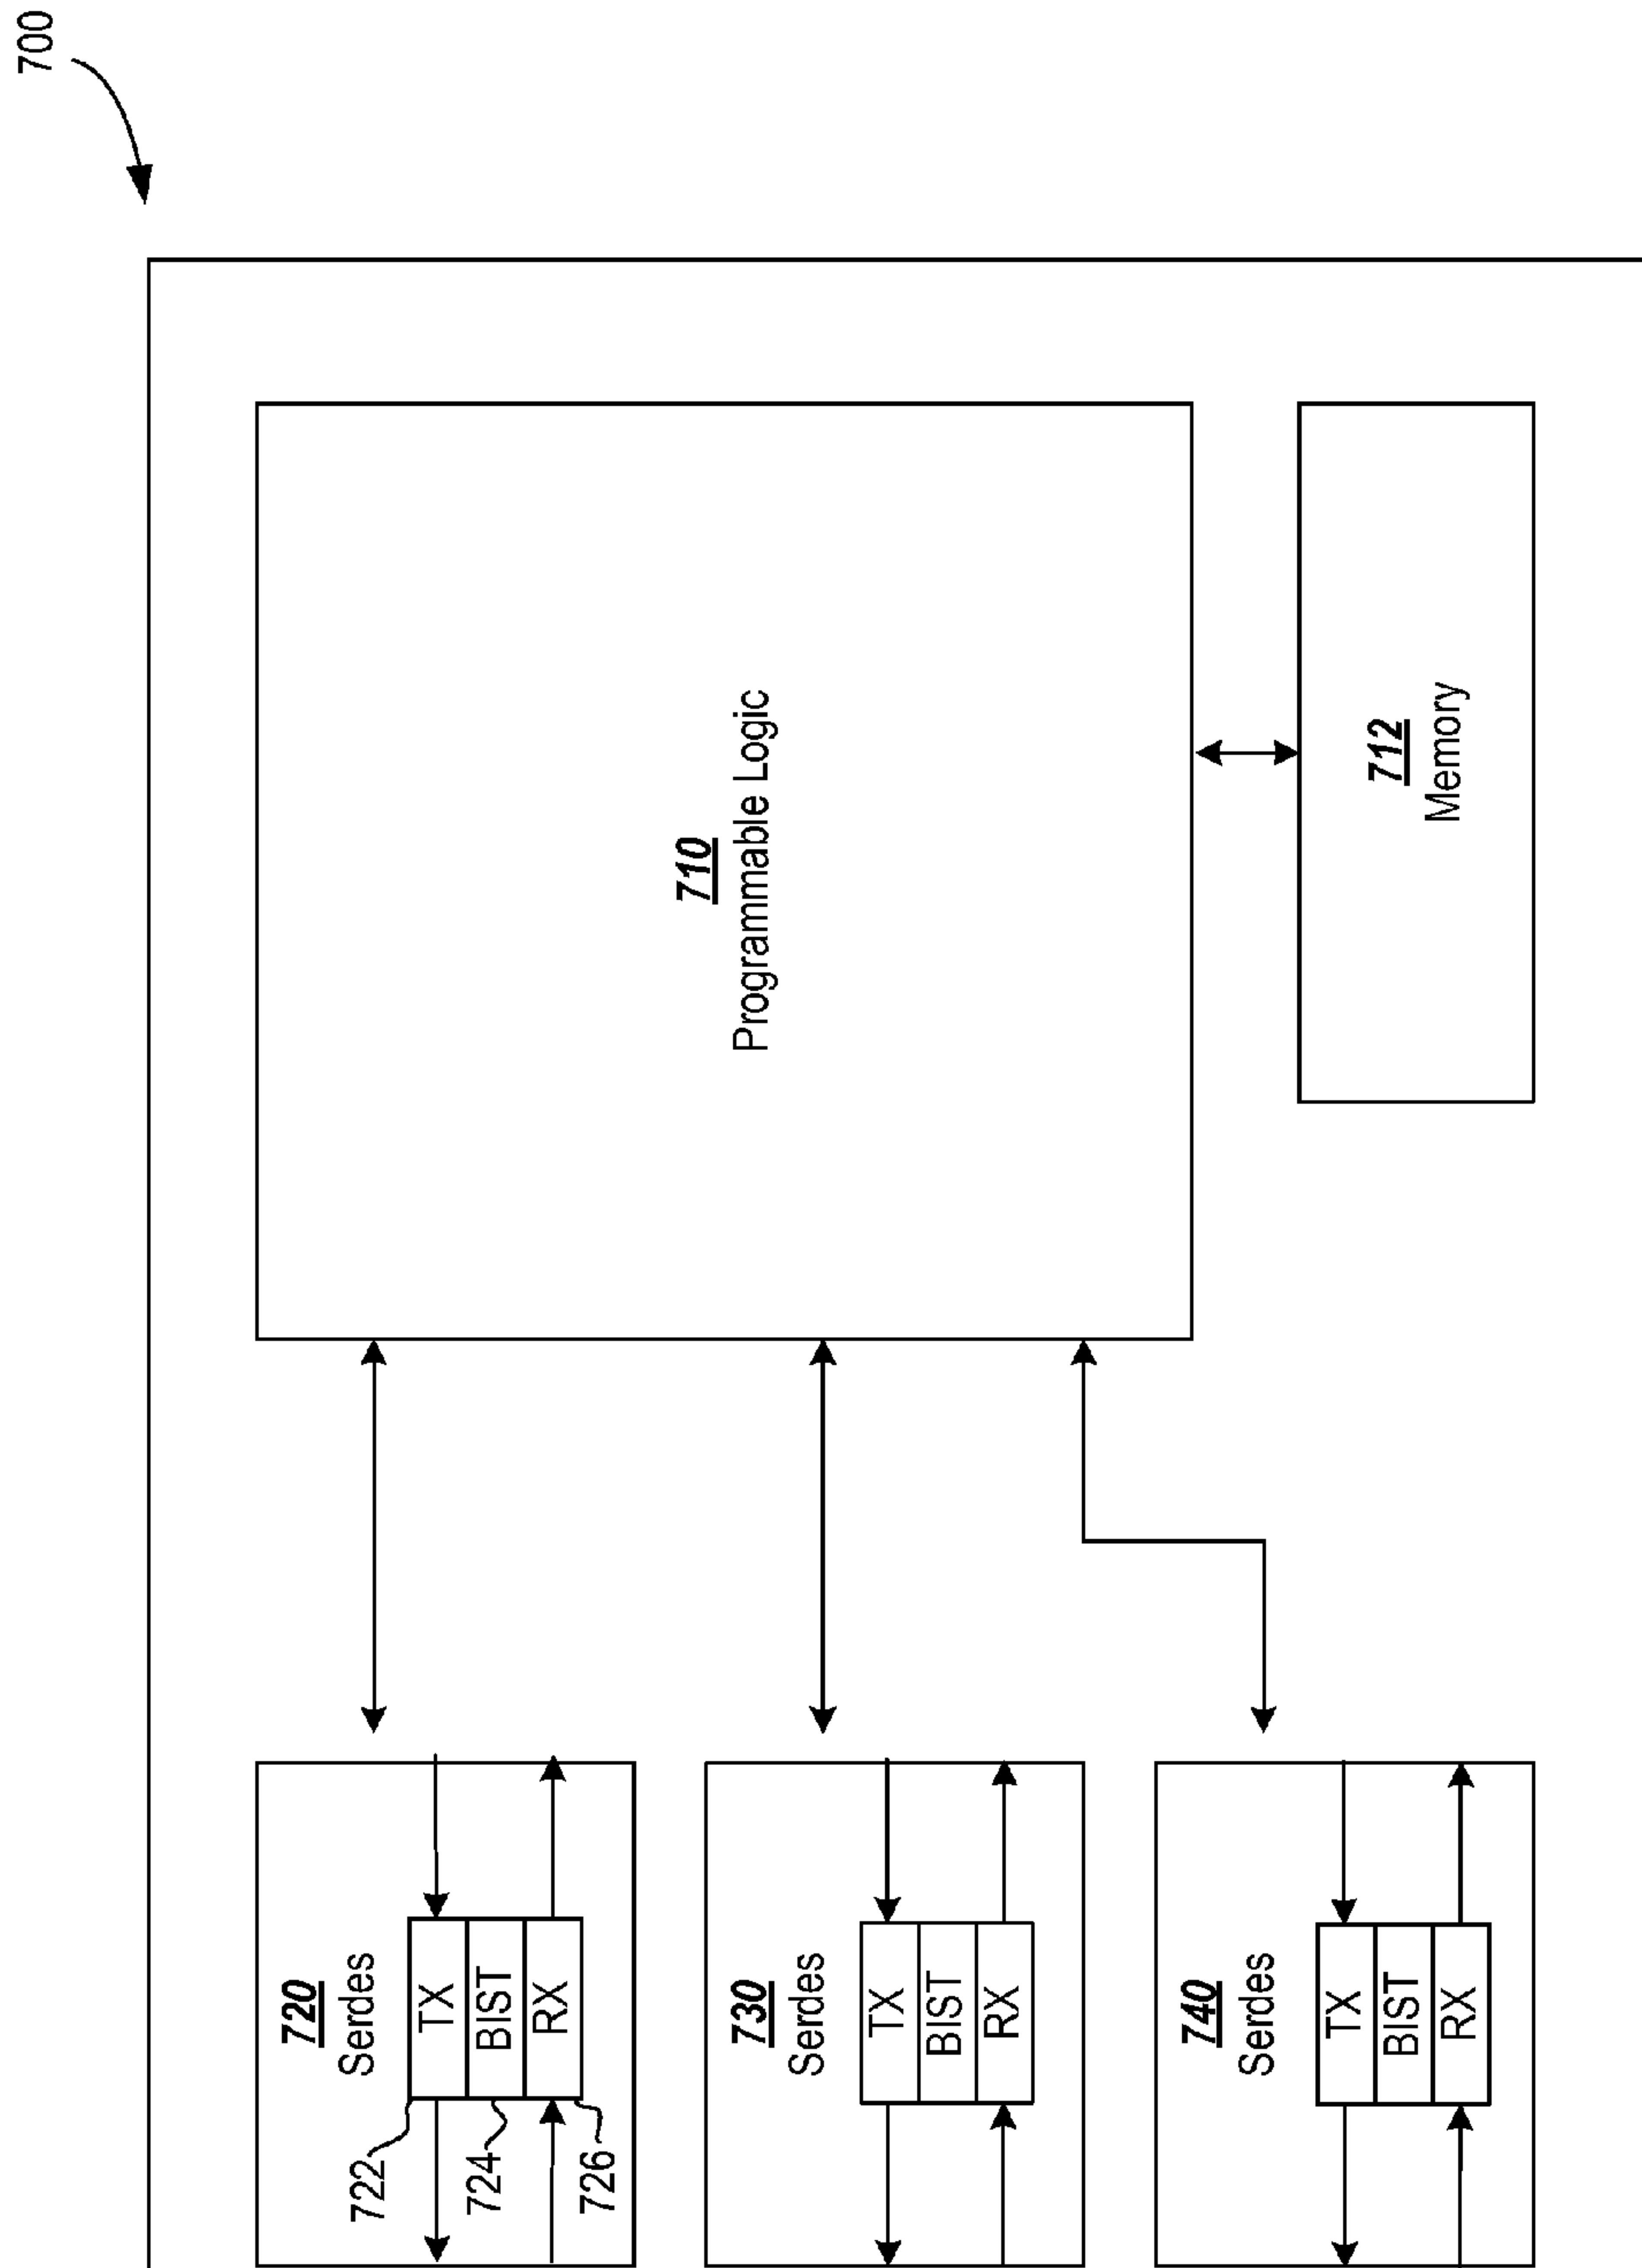 700
720
Serdes
TX
BIST
RX
722
724
726
710
Programmable Logic
730
Serdes
TX
BIST
RX
712
Memory
740
Serdes
TX
BIST
RX